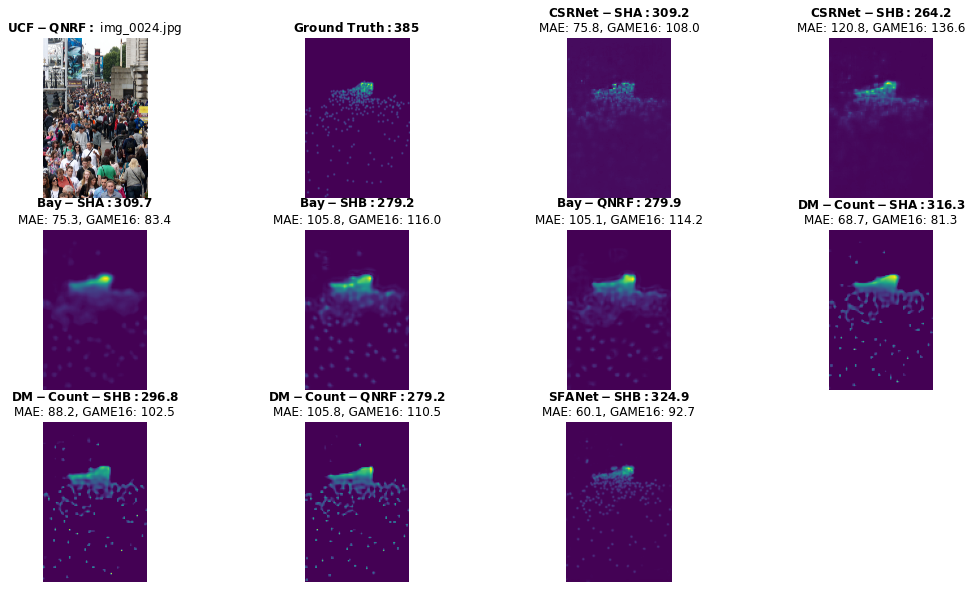 UCF − QNRF : img_0024.jpg
Ground Truth : 385
CSRNet − SHA : 309.2
MAE: 75.8, GAME16: 108.0
CSRNet − SHB : 264.2
MAE: 120.8, GAME16: 136.6
Bay − SHA : 309.7
MAE: 75.3, GAME16: 83.4
Bay − SHB : 279.2
MAE: 105.8, GAME16: 116.0
Bay − QNRF : 279.9
MAE: 105.1, GAME16: 114.2
DM − Count − SHA : 316.3
MAE: 68.7, GAME16: 81.3
DM − Count − SHB : 296.8
MAE: 88.2, GAME16: 102.5
DM − Count − QNRF : 279.2
MAE: 105.8, GAME16: 110.5
SFANet − SHB : 324.9
MAE: 60.1, GAME16: 92.7